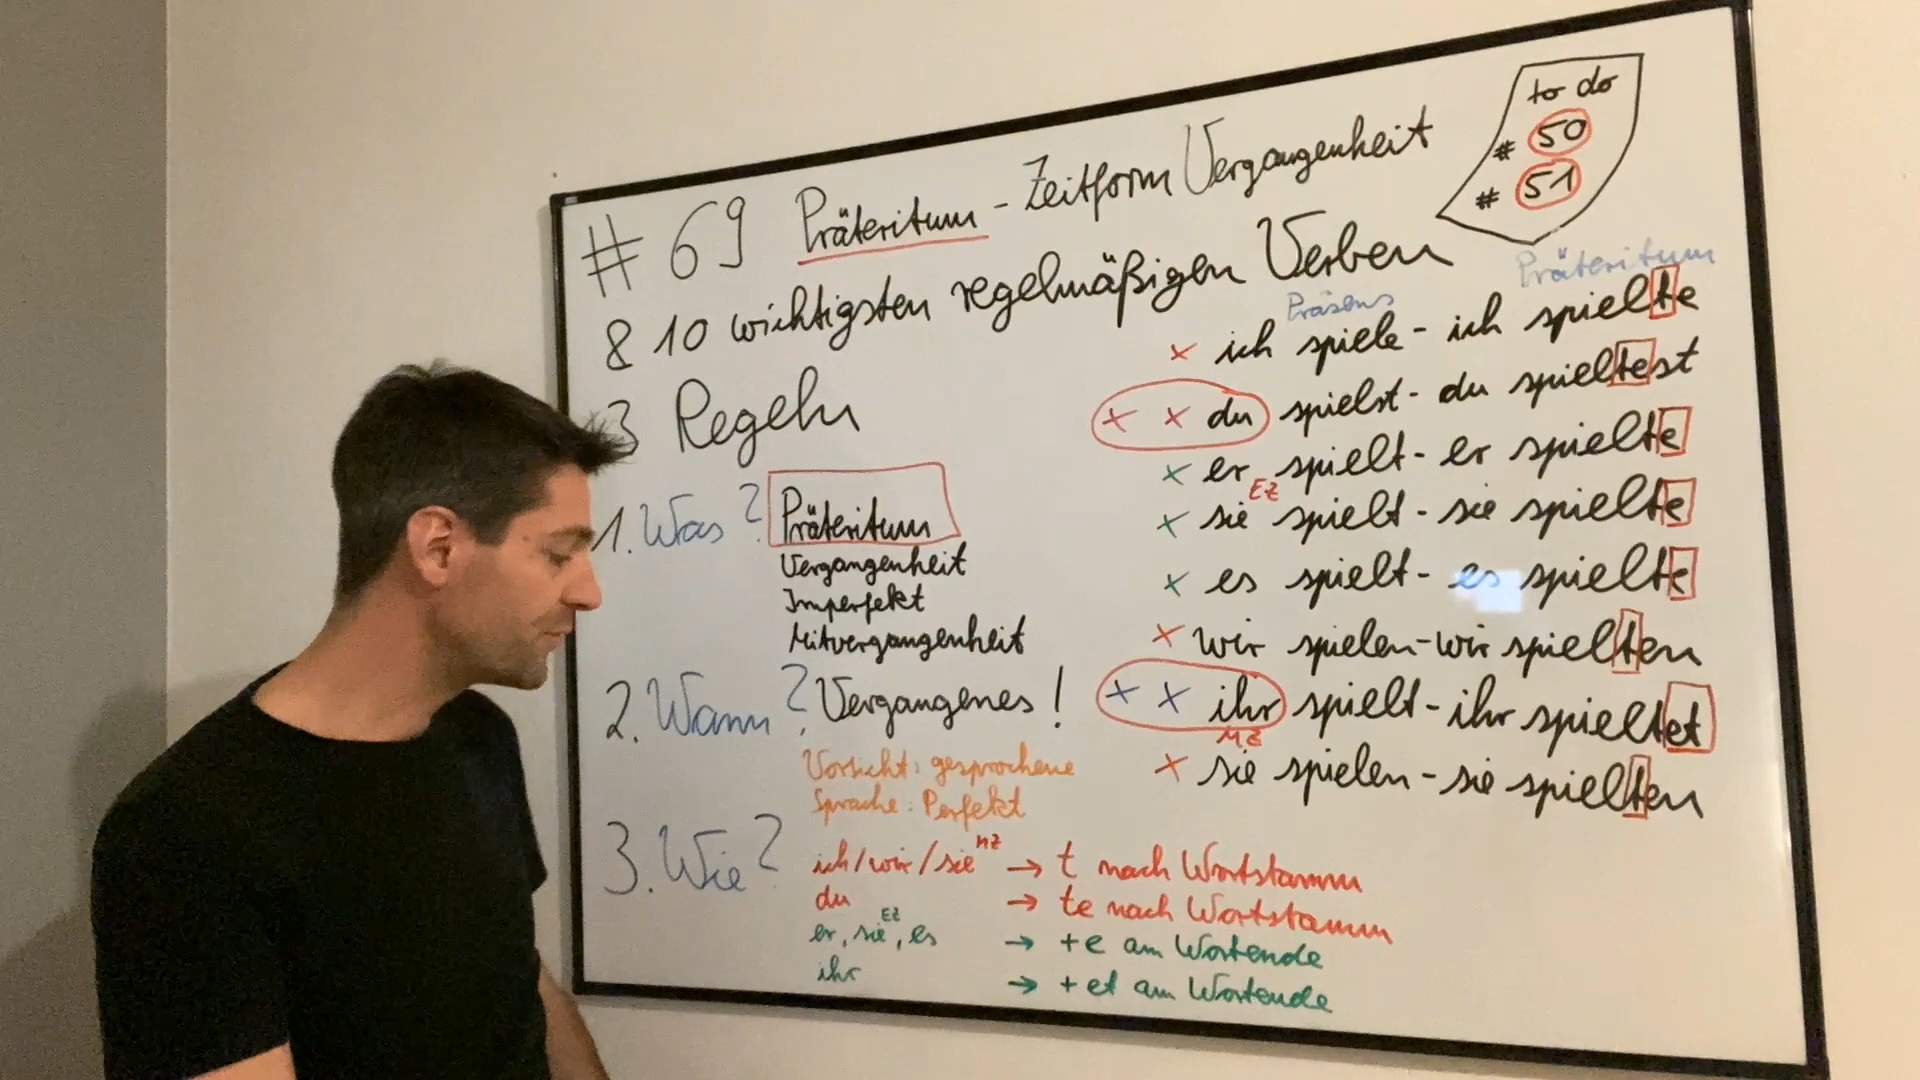 to do
# 50
# 51
# 69 Präteritum - Zeitform Vergangenheit
& 10 wichtigsten regelmäßigen Verben
3 Regeln
1. Was? Präteritum
Vergangenheit
Imperfekt
Mitvergangenheit
2. Wann? Vergangenes!
Vorsicht: gesprochene
Sprache: Perfekt
3. Wie?
ich/wir/sie MZ → t nach Wortstamm
du → te nach Wortstamm
er, sie EZ, es → +e am Wortende
ihr → +et am Wortende
Präsens Präteritum
x ich spiele - ich spielte
x x du spielst - du spieltest
x er spielt - er spielte
x sie EZ spielt - sie spielte
x es spielt - es spielte
x wir spielen - wir spielten
x x ihr spielt - ihr spieltet
x sie MZ spielen - sie spielten